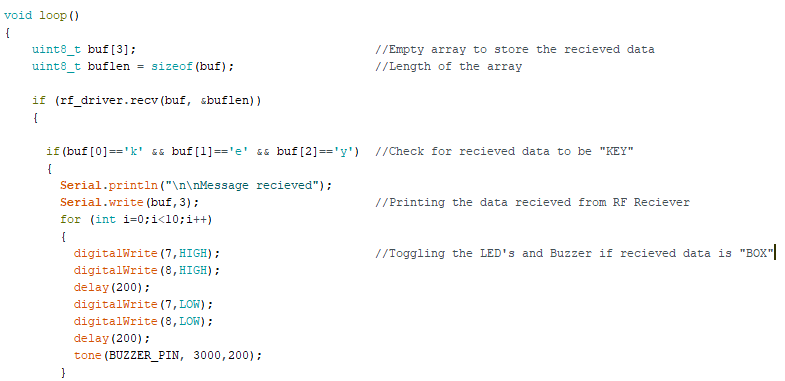 void loop()
{
uint8_t buf[3]; //Empty array to store the recieved data
uint8_t buflen = sizeof(buf); //Length of the array
if (rf_driver.recv(buf, &buflen))
{
if(buf[0]=='k' && buf[1]=='e' && buf[2]=='y') //Check for recieved data to be "KEY"
{
Serial.println("\n\nMessage recieved");
Serial.write(buf,3); //Printing the data recieved from RF Reciever
for (int i=0;i<10;i++)
{
digitalWrite(7,HIGH); //Toggling the LED's and Buzzer if recieved data is "BOX"
digitalWrite(8,HIGH);
delay(200);
digitalWrite(7,LOW);
digitalWrite(8,LOW);
delay(200);
tone(BUZZER_PIN, 3000,200);
}